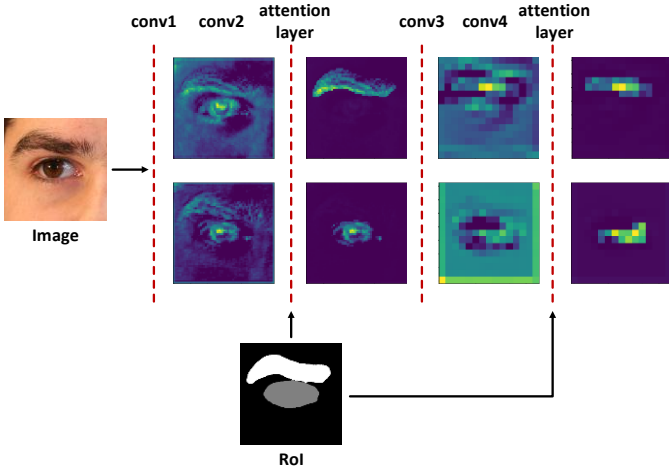 conv1
conv2
attention
layer
conv3
conv4
attention
layer
Image
RoI